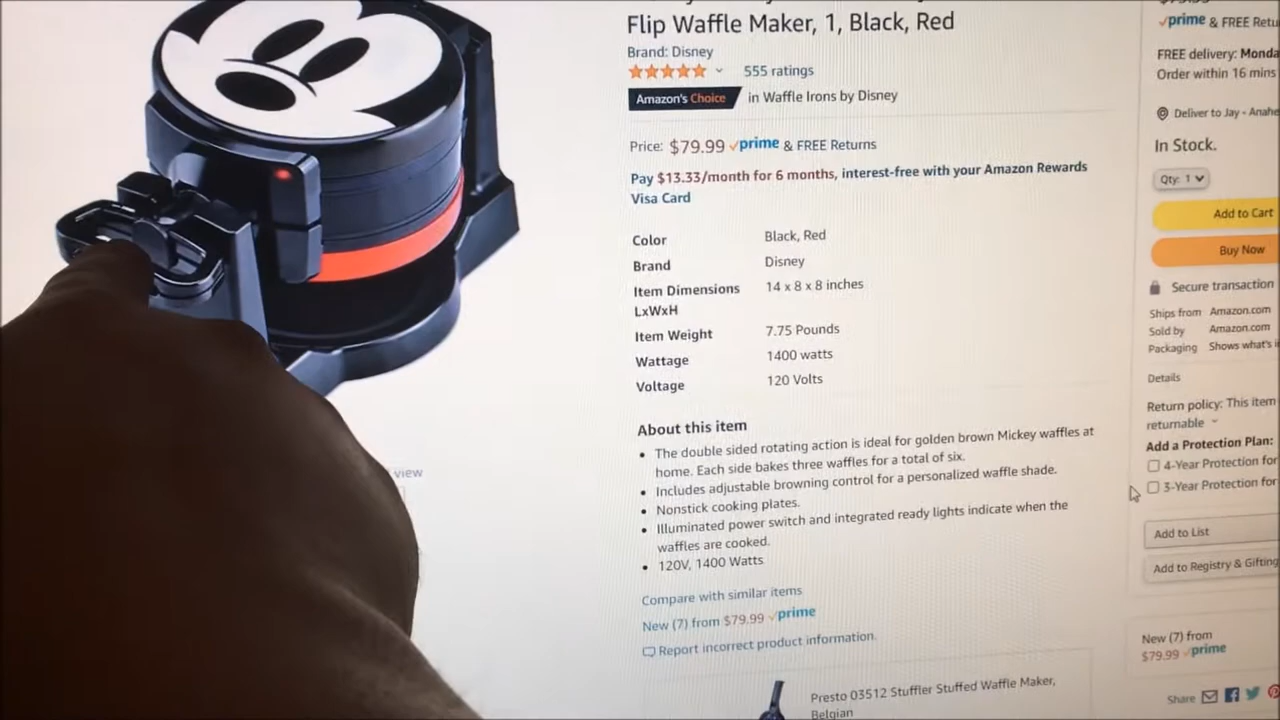 Flip Waffle Maker, 1, Black, Red
Brand: Disney
555 ratings
Amazon's Choice in Waffle Irons by Disney
Price: $79.99 prime & FREE Returns
Pay $13.33/month for 6 months, interest-free with your Amazon Rewards
Visa Card
Color Black, Red
Brand Disney
Item Dimensions 14 x 8 x 8 inches
LxWxH
Item Weight 7.75 Pounds
Wattage 1400 watts
Voltage 120 Volts
About this item
• The double sided rotating action is ideal for golden brown Mickey waffles at
home. Each side bakes three waffles for a total of six.
• Includes adjustable browning control for a personalized waffle shade.
• Nonstick cooking plates.
• Illuminated power switch and integrated ready lights indicate when the
waffles are cooked.
• 120V, 1400 Watts
Compare with similar items
New (7) from $79.99 prime
Report incorrect product information.
Presto 03512 Stuffler Stuffed Waffle Maker,
Belgian
view
prime & FREE Retu
FREE delivery: Monda
Order within 16 mins
Deliver to Jay - Anahe
In Stock.
Qty: 1
Add to Cart
Buy Now
Secure transaction
Ships from Amazon.com
Sold by Amazon.com
Packaging Shows what's i
Details
Return policy: This item
returnable
Add a Protection Plan:
4-Year Protection for
3-Year Protection for
Add to List
Add to Registry & Gifting
New (7) from
$79.99 prime
Share